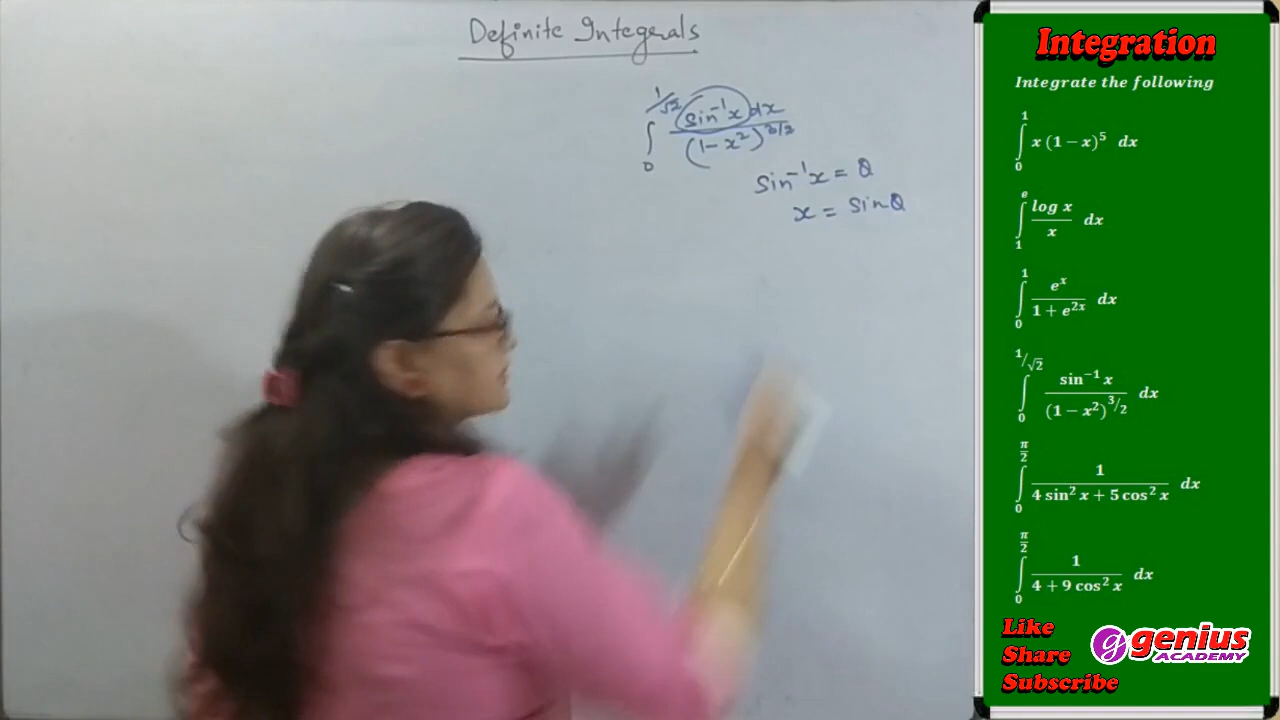 Definite Integerals
∫₀^{1/√2} sin⁻¹x dx / (1-x²)^{3/2}
sin⁻¹x = θ
x = sinθ
Integration
Integrate the following
∫₀¹ x (1 − x)⁵ dx
∫₁ᵉ log x / x dx
∫₀¹ eˣ / (1 + e²ˣ) dx
∫₀^{1/√2} sin⁻¹ x / (1 − x²)^{3/2} dx
∫₀^{π/2} 1 / (4 sin² x + 5 cos² x) dx
∫₀^{π/2} 1 / (4 + 9 cos² x) dx
Like
Share
Subscribe
genius
ACADEMY